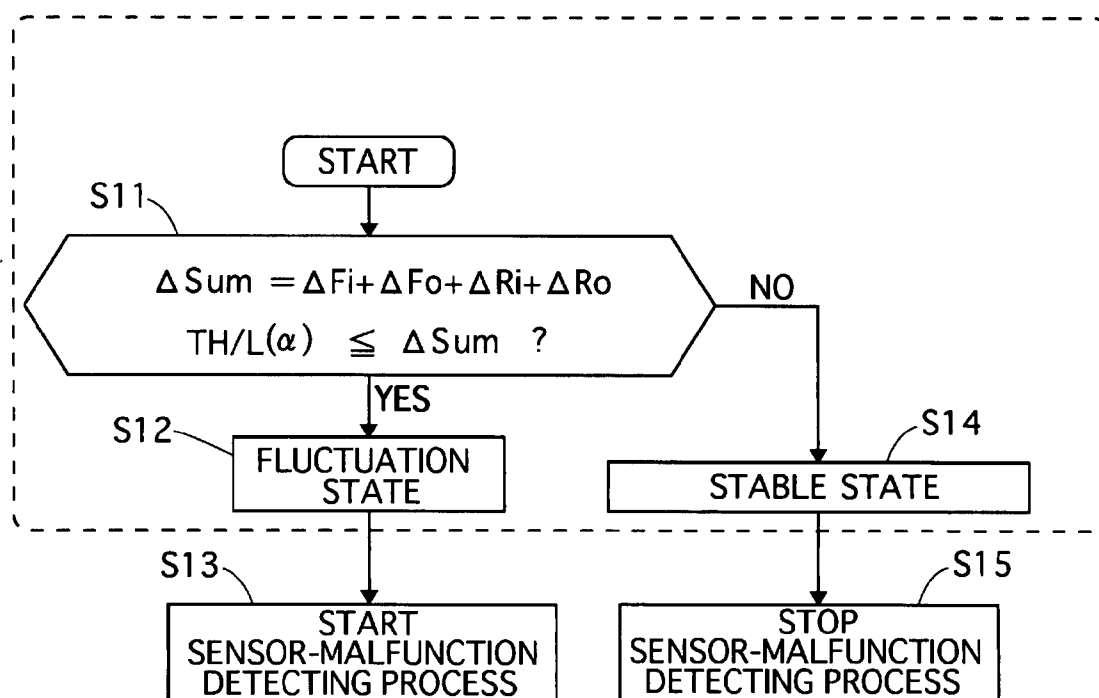 START
S11
ΔSum = ΔFi+ΔFo+ΔRi+ΔRo
TH/L(α) ≦ ΔSum ?
NO
YES
S12
FLUCTUATION
STATE
S14
STABLE STATE
S13
START
SENSOR-MALFUNCTION
DETECTING PROCESS
S15
STOP
SENSOR-MALFUNCTION
DETECTING PROCESS